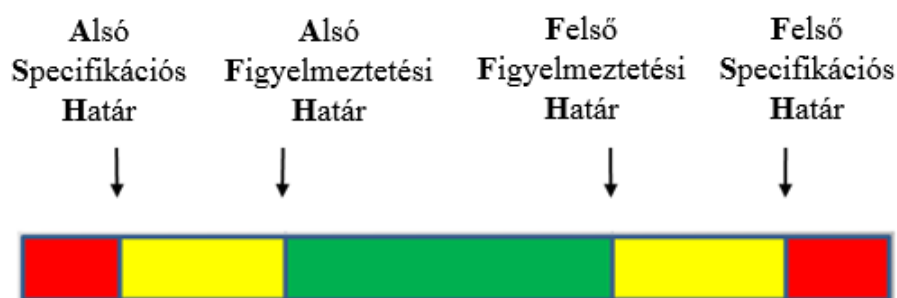 Alsó
Specifikációs
Határ
Alsó
Figyelmeztetési
Határ
Felső
Figyelmeztetési
Határ
Felső
Specifikációs
Határ